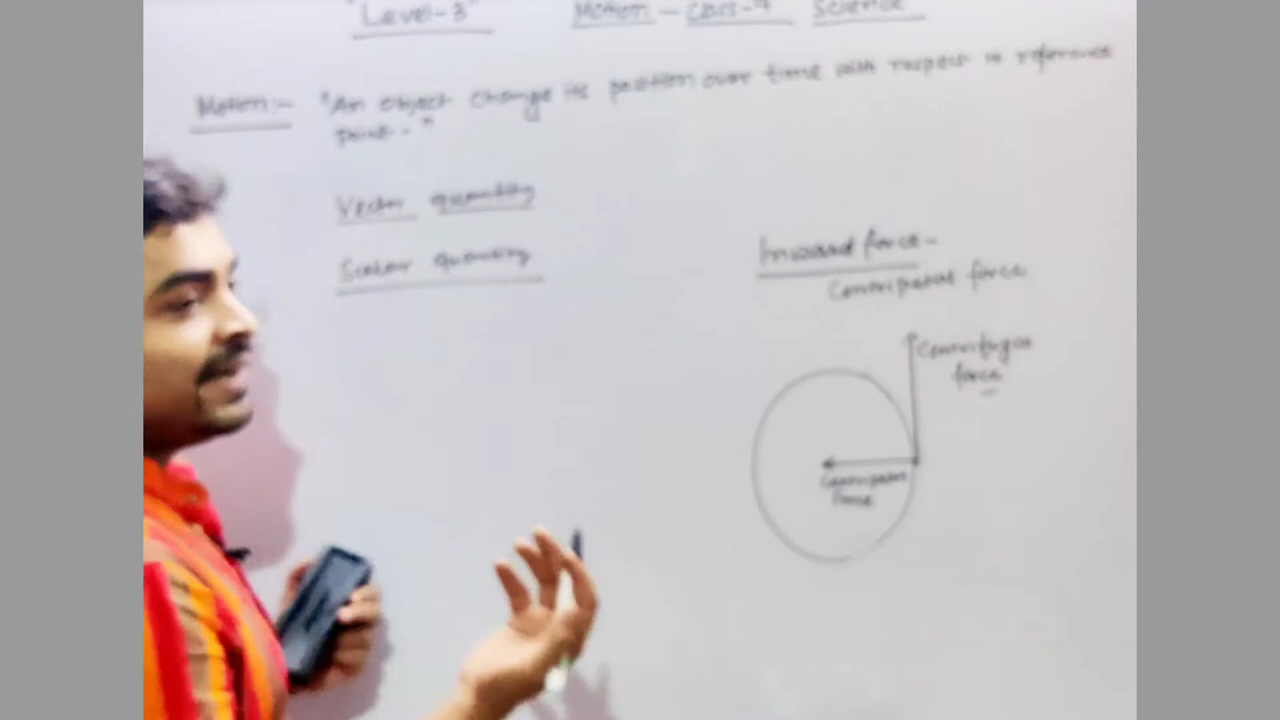 "Level-3" Motion - Class-9 Science
Motion:- "An object change its position over time with respect to reference
point."
Vector quantity
Scalar quantity
Inward force-
Centripetal force
Centrifugal
force
Centripetal
force